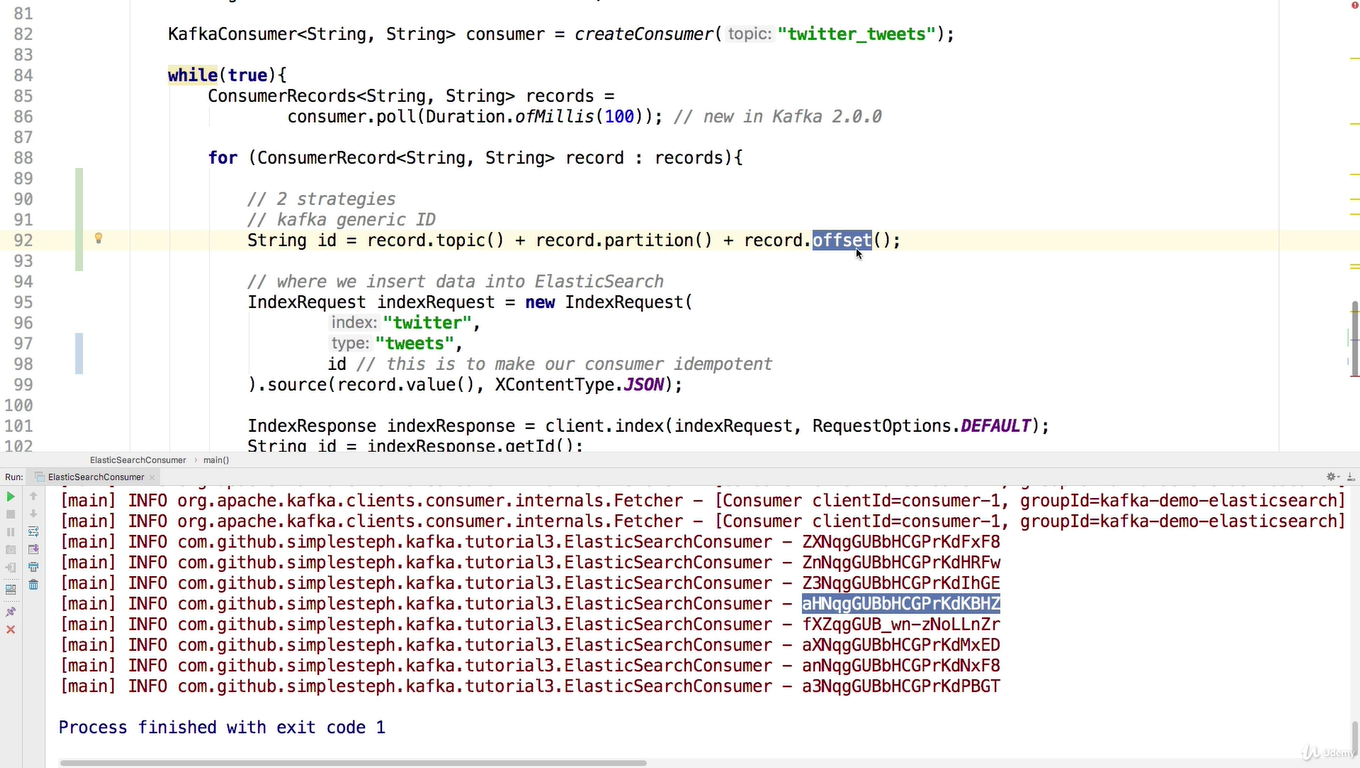 81
82 KafkaConsumer<String, String> consumer = createConsumer( topic: "twitter_tweets");
83
84 while(true){
85 ConsumerRecords<String, String> records =
86 consumer.poll(Duration.ofMillis(100)); // new in Kafka 2.0.0
87
88 for (ConsumerRecord<String, String> record : records){
89
90 // 2 strategies
91 // kafka generic ID
92 String id = record.topic() + record.partition() + record.offset();
93
94 // where we insert data into ElasticSearch
95 IndexRequest indexRequest = new IndexRequest(
96 index: "twitter",
97 type: "tweets",
98 id // this is to make our consumer idempotent
99 ).source(record.value(), XContentType.JSON);
100
101 IndexResponse indexResponse = client.index(indexRequest, RequestOptions.DEFAULT);
102 String id = indexResponse.getId();
ElasticSearchConsumer › main()
Run: ElasticSearchConsumer ×
[main] INFO org.apache.kafka.clients.consumer.internals.Fetcher - [Consumer clientId=consumer-1, groupId=kafka-demo-elasticsearch]
[main] INFO org.apache.kafka.clients.consumer.internals.Fetcher - [Consumer clientId=consumer-1, groupId=kafka-demo-elasticsearch]
[main] INFO com.github.simplesteph.kafka.tutorial3.ElasticSearchConsumer - ZXNqgGUBbHCGPrKdFxF8
[main] INFO com.github.simplesteph.kafka.tutorial3.ElasticSearchConsumer - ZnNqgGUBbHCGPrKdHRFw
[main] INFO com.github.simplesteph.kafka.tutorial3.ElasticSearchConsumer - Z3NqgGUBbHCGPrKdIhGE
[main] INFO com.github.simplesteph.kafka.tutorial3.ElasticSearchConsumer - aHNqgGUBbHCGPrKdKBHZ
[main] INFO com.github.simplesteph.kafka.tutorial3.ElasticSearchConsumer - fXZqgGUB_wn-zNoLLnZr
[main] INFO com.github.simplesteph.kafka.tutorial3.ElasticSearchConsumer - aXNqgGUBbHCGPrKdMxED
[main] INFO com.github.simplesteph.kafka.tutorial3.ElasticSearchConsumer - anNqgGUBbHCGPrKdNxF8
[main] INFO com.github.simplesteph.kafka.tutorial3.ElasticSearchConsumer - a3NqgGUBbHCGPrKdPBGT
Process finished with exit code 1
Udemy